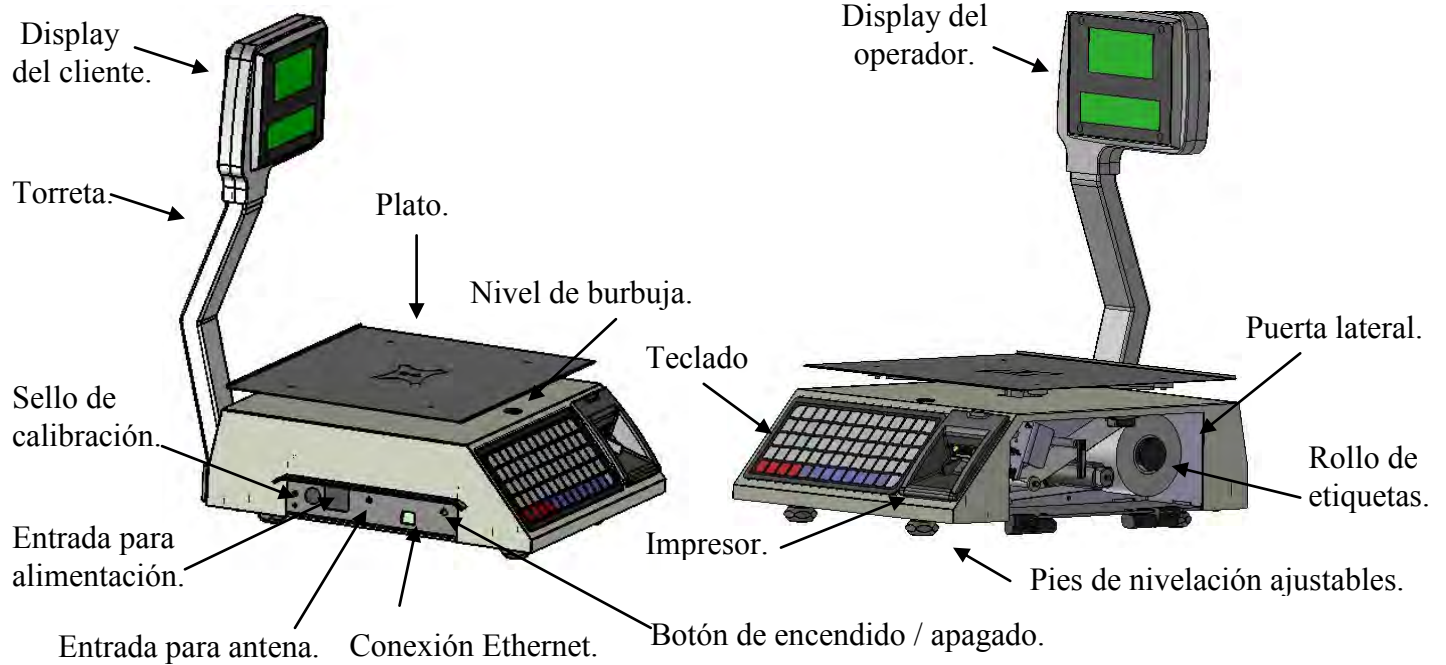 Display
del cliente.
Torreta.
Plato.
Nivel de burbuja.
Sello de
calibración.
Entrada para
alimentación.
Entrada para antena.
Conexión Ethernet.
Botón de encendido / apagado.
Display del
operador.
Teclado
Puerta lateral.
Rollo de
etiquetas.
Impresor.
Pies de nivelación ajustables.